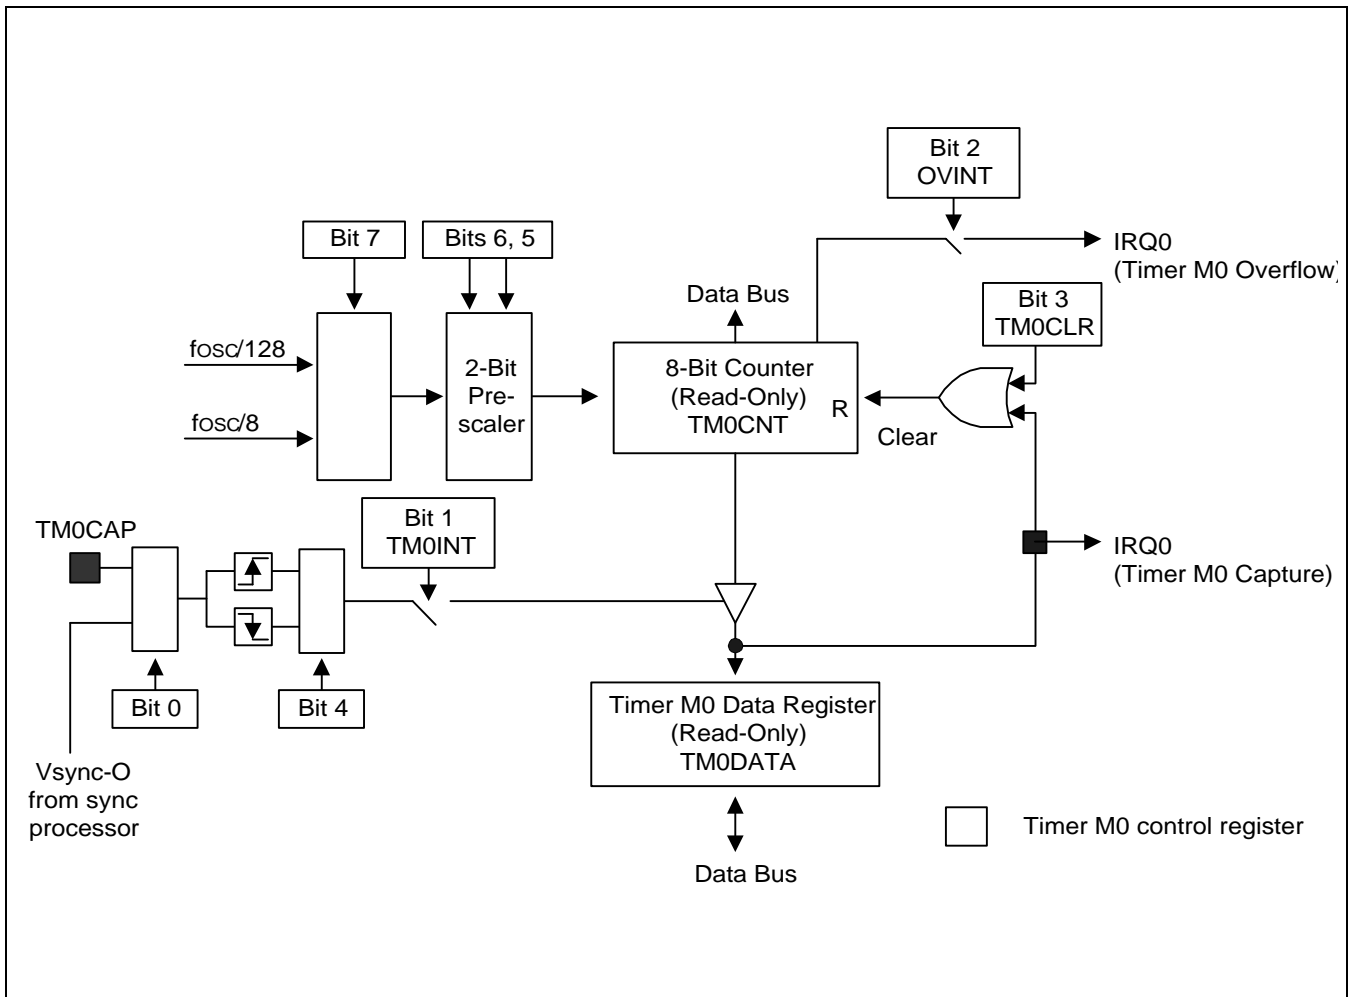 Bit 2
OVINT
Bit 7
Bits 6, 5
IRQ0
(Timer M0 Overflow)
Data Bus
Bit 3
TM0CLR
fOSC/128
2-Bit
Pre-
scaler
8-Bit Counter
(Read-Only)
TM0CNT
R
fOSC/8
Clear
Bit 1
TM0INT
TM0CAP
IRQ0
(Timer M0 Capture)
Bit 0
Bit 4
Timer M0 Data Register
(Read-Only)
TM0DATA
Vsync-O
from sync
processor
Timer M0 control register
Data Bus